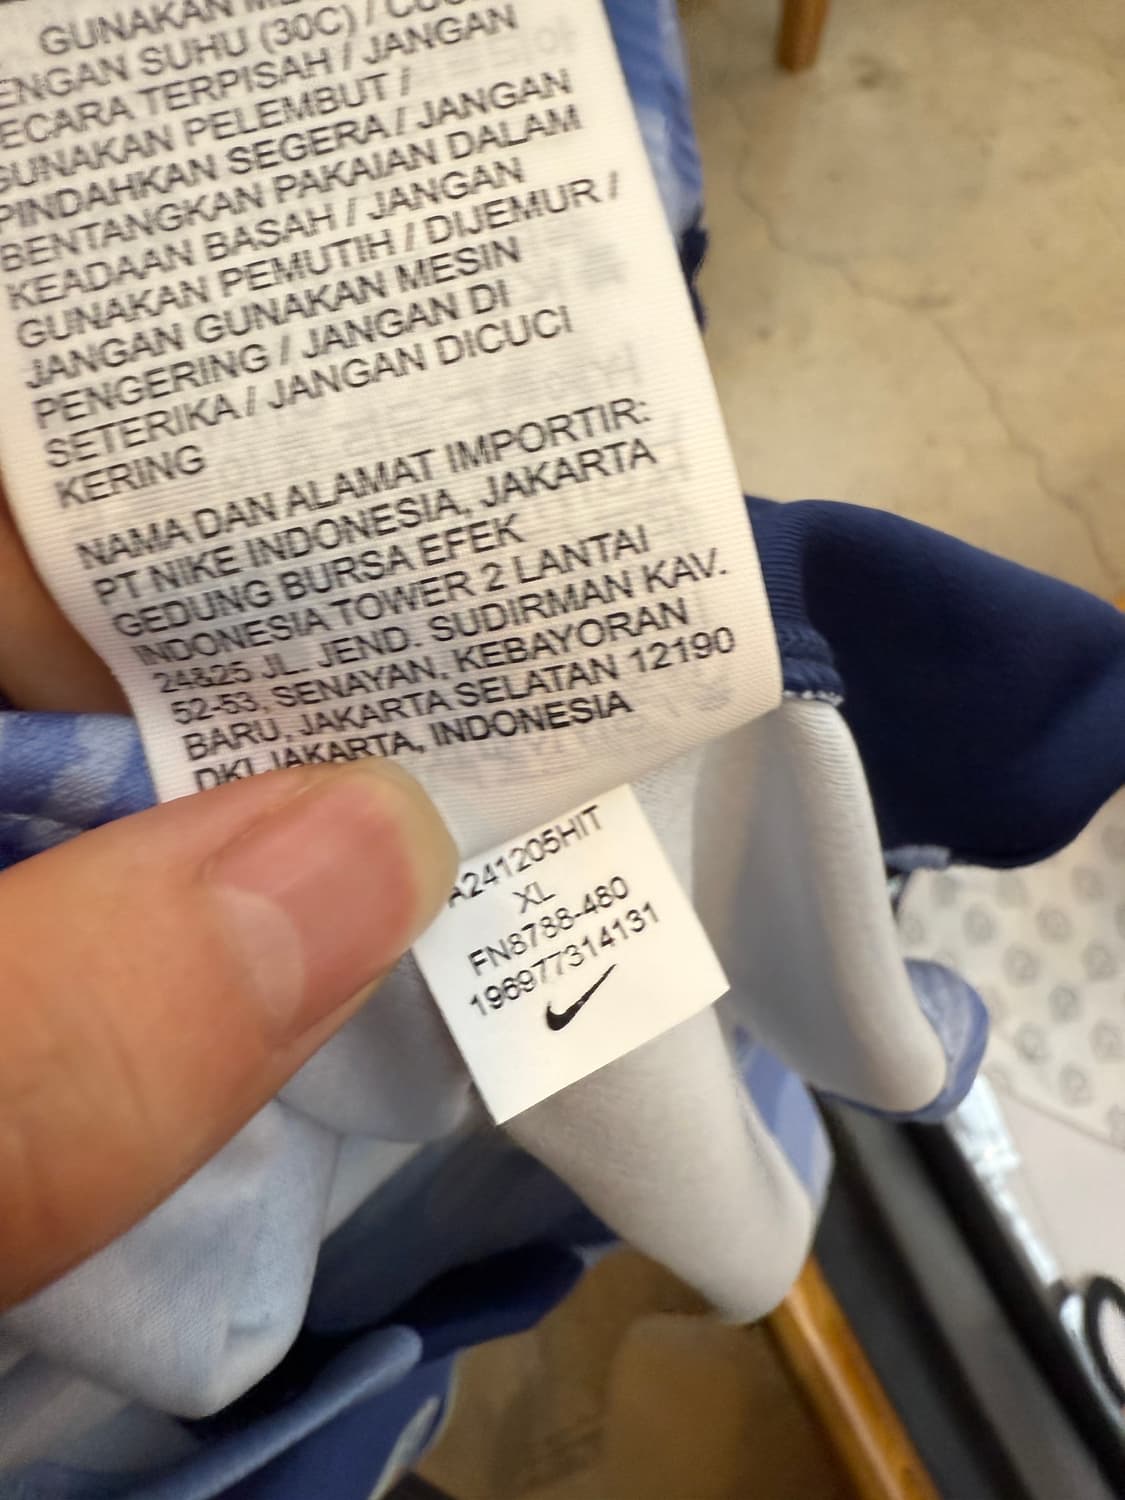 GUNAKAN
ENGAN SUHU (30C) /
ECARA TERPISAH / JANGAN
GUNAKAN PELEMBUT /
PINDAHKAN SEGERA / JANGAN
BENTANGKAN PAKAIAN DALAM
KEADAAN BASAH / JANGAN
GUNAKAN PEMUTIH / DIJEMUR /
JANGAN GUNAKAN MESIN
PENGERING / JANGAN DI
SETERIKA / JANGAN DICUCI
KERING
NAMA DAN ALAMAT IMPORTIR:
PT NIKE INDONESIA, JAKARTA
GEDUNG BURSA EFEK
INDONESIA TOWER 2 LANTAI
24&25 JL. JEND. SUDIRMAN KAV.
52-53, SENAYAN, KEBAYORAN
BARU, JAKARTA SELATAN 12190
DKI JAKARTA, INDONESIA
A241205HIT
XL
FN8788-480
196977314131